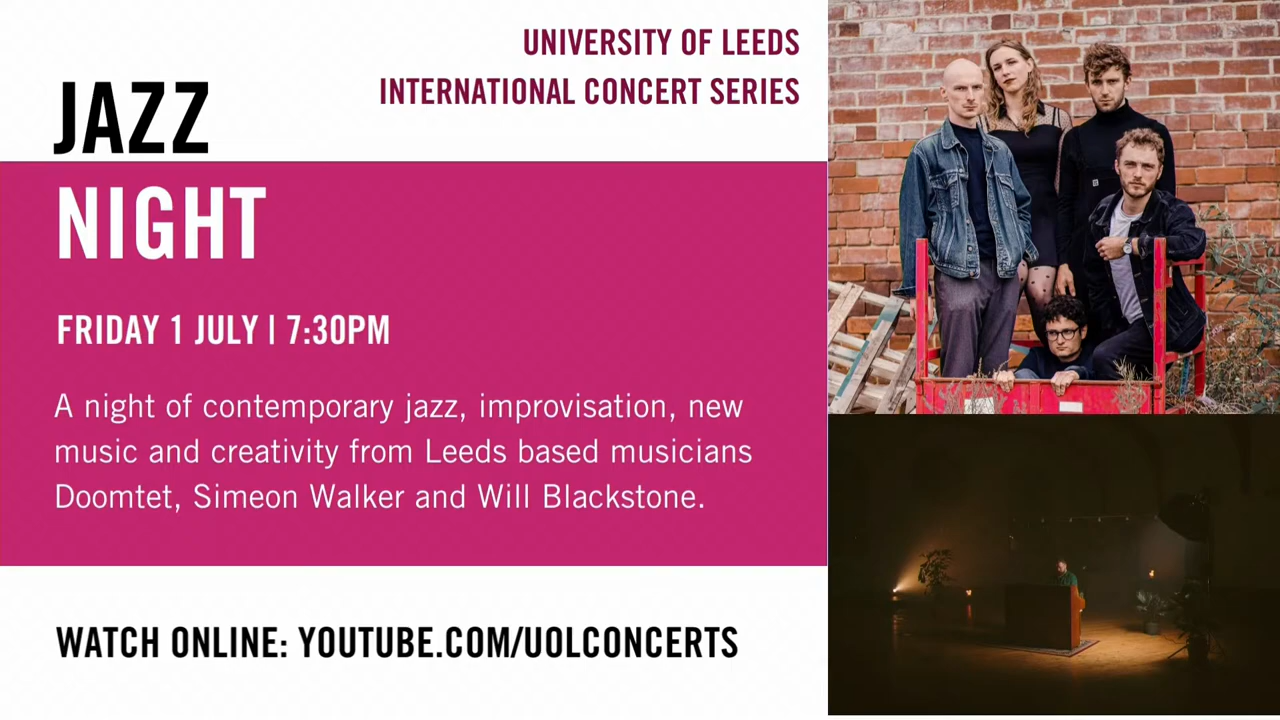 UNIVERSITY OF LEEDS
INTERNATIONAL CONCERT SERIES
JAZZ
NIGHT
FRIDAY 1 JULY | 7:30PM
A night of contemporary jazz, improvisation, new
music and creativity from Leeds based musicians
Doomtet, Simeon Walker and Will Blackstone.
WATCH ONLINE: YOUTUBE.COM/UOLCONCERTS